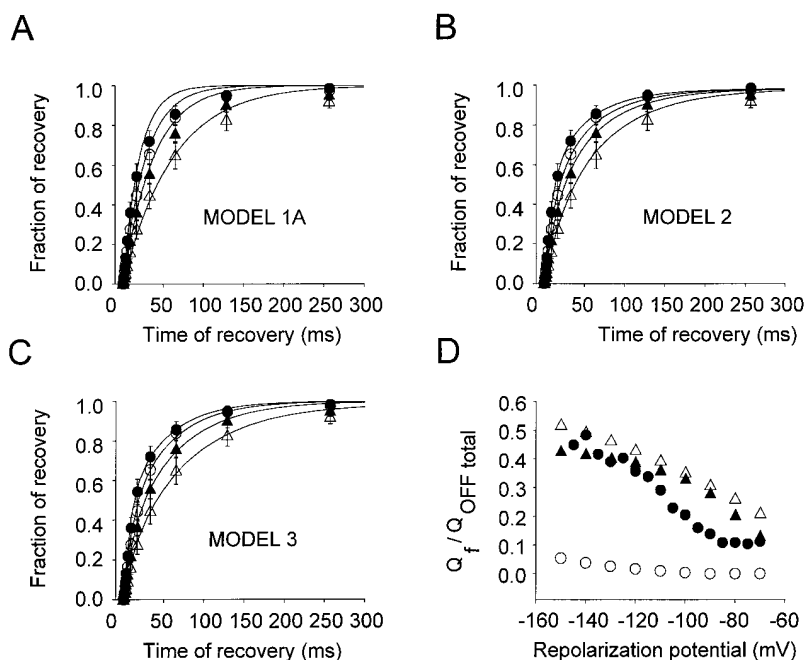 A
1.0
0.8
0.6
0.4
0.2
0.0
Fraction of recovery
MODEL 1A
0 50 100 150 200 250 300
Time of recovery (ms)
B
1.0
0.8
0.6
0.4
0.2
0.0
Fraction of recovery
MODEL 2
0 50 100 150 200 250 300
Time of recovery (ms)
C
1.0
0.8
0.6
0.4
0.2
0.0
Fraction of recovery
MODEL 3
0 50 100 150 200 250 300
Time of recovery (ms)
D
0.6
0.5
0.4
0.3
0.2
0.1
0.0
Qf / QOFF total
-160 -140 -120 -100 -80 -60
Repolarization potential (mV)